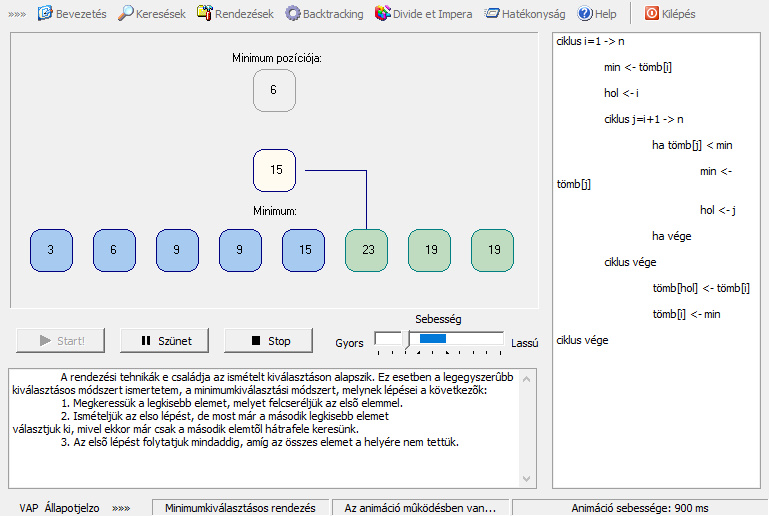 »»» Bevezetés Keresések Rendezések Backtracking Divide et Impera Hatékonyság Help Kilépés
Minimum pozíciója:
6
15
Minimum:
3 6 9 9 15 23 19 19
Start! Szünet Stop
Sebesség
Gyors Lassú
A rendezési tehnikák e családja az ismételt kiválasztáson alapszik. Ez esetben a legegyszerûbb
kiválasztásos módszert ismertetem, a minimumkiválasztási módszert, melynek lépései a következők:
1. Megkeressük a legkisebb elemet, melyet felcseréljük az első elemmel.
2. Ismételjük az elso lépést, de most már a második legkisebb elemet
választjuk ki, mivel ekkor már csak a második elemtől hátrafele keresünk.
3. Az első lépést folytatjuk mindaddig, amíg az összes elemet a helyére nem tettük.
ciklus i=1 -> n
min <- tömb[i]
hol <- i
ciklus j=i+1 -> n
ha tömb[j] < min
min <-
tömb[j]
hol <- j
ha vége
ciklus vége
tömb[hol] <- tömb[i]
tömb[i] <- min
ciklus vége
VAP Állapotjelzo »»» Minimumkiválasztásos rendezés Az animáció mûködésben van... Animáció sebessége: 900 ms